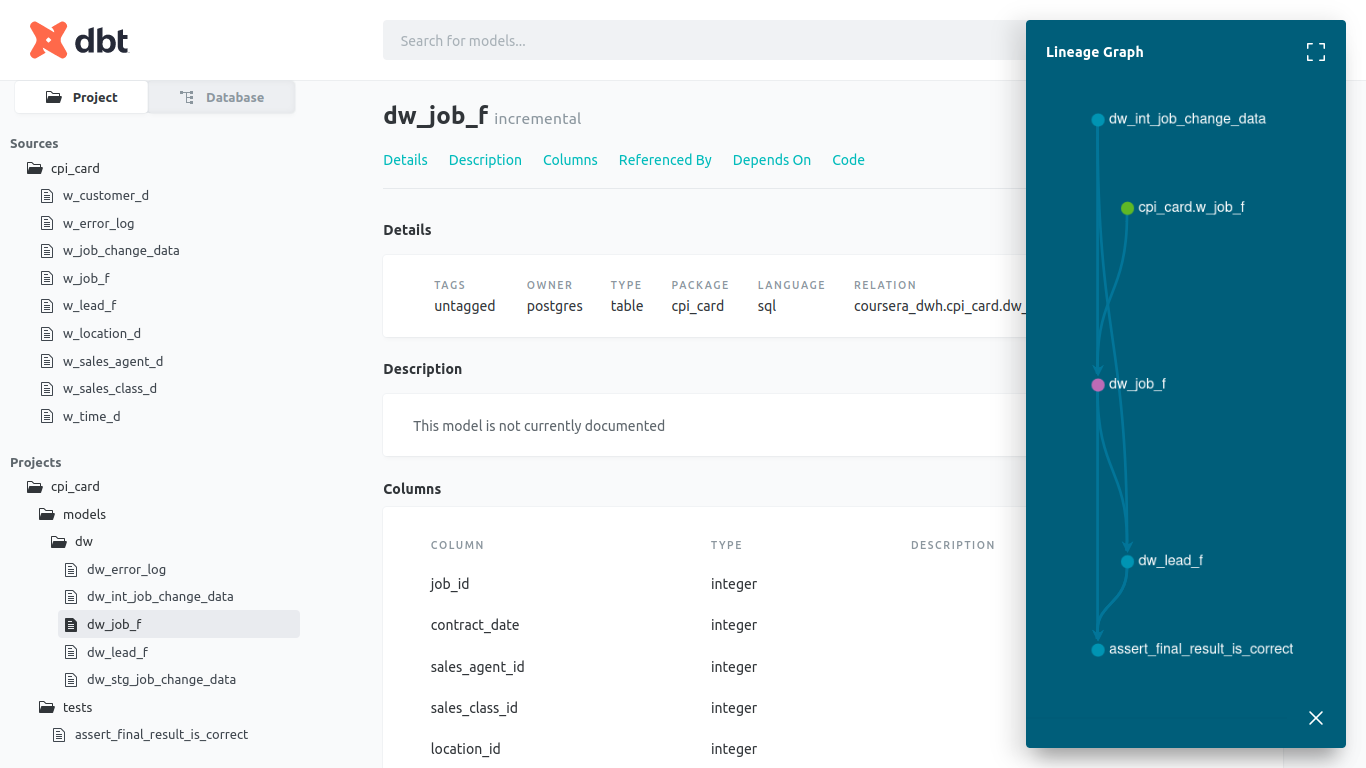 dbt
Search for models...
Project
Database
Sources
cpi_card
w_customer_d
w_error_log
w_job_change_data
w_job_f
w_lead_f
w_location_d
w_sales_agent_d
w_sales_class_d
w_time_d
Projects
cpi_card
models
dw
dw_error_log
dw_int_job_change_data
dw_job_f
dw_lead_f
dw_stg_job_change_data
tests
assert_final_result_is_correct
dw_job_f incremental
Details Description Columns Referenced By Depends On Code
Details
TAGS OWNER TYPE PACKAGE LANGUAGE RELATION
untagged postgres table cpi_card sql coursera_dwh.cpi_card.dw_
Description
This model is not currently documented
Columns
COLUMN TYPE DESCRIPTION
job_id integer
contract_date integer
sales_agent_id integer
sales_class_id integer
location_id integer
Lineage Graph
dw_int_job_change_data
cpi_card.w_job_f
dw_job_f
dw_lead_f
assert_final_result_is_correct